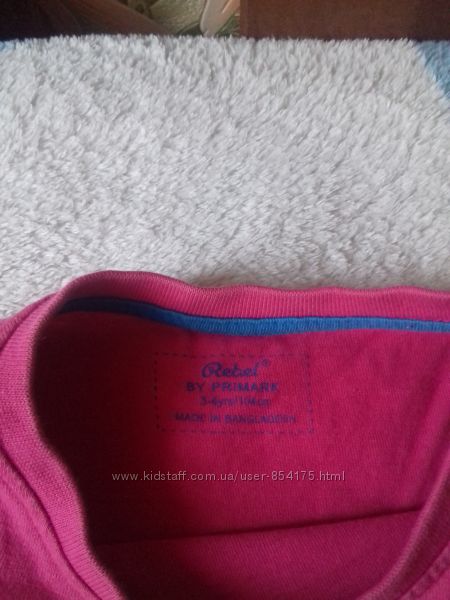 Rebel®
BY PRIMARK
3-4yrs/104cm
MADE IN BANGLADESH
www.kidstaff.com.ua/user-854175.html